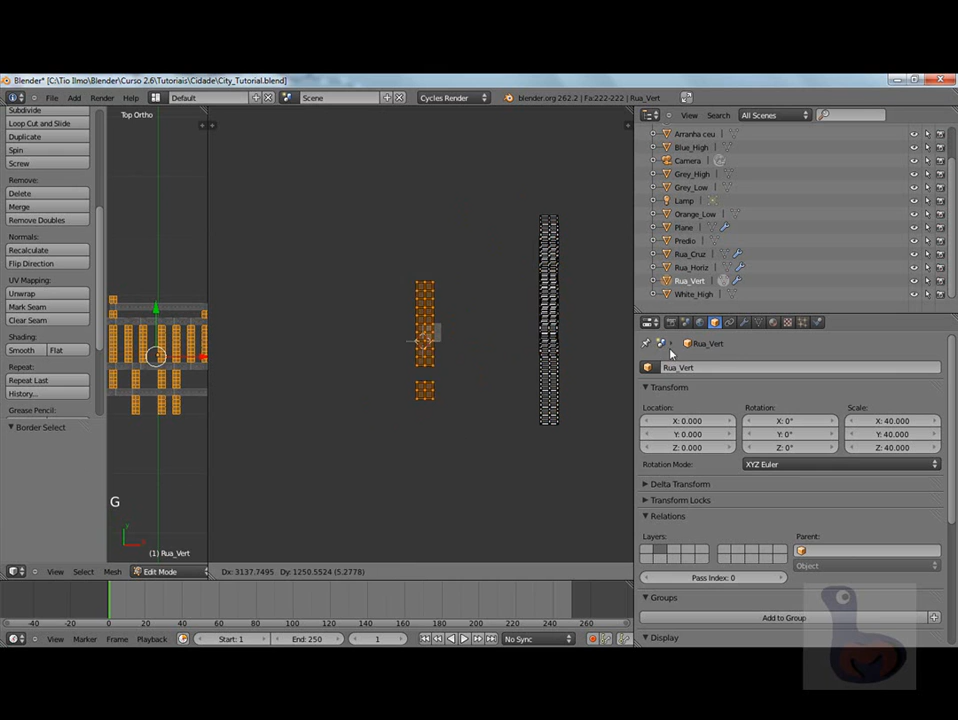 Blender* [C:\Tio Ilmo\Blender\Curso 2.6\Tutoriais\Cidade\City_Tutorial.blend]
File Add Render Help Default Scene Cycles Render blender.org 262.2 | Fa:222-222 | Rua_Vert
View Search All Scenes
Subdivide
Loop Cut and Slide
Duplicate
Spin
Screw
Remove:
Delete
Merge
Remove Doubles
Normals:
Recalculate
Flip Direction
UV Mapping:
Unwrap
Mark Seam
Clear Seam
Shading:
Smooth Flat
Repeat:
Repeat Last
History...
Grease Pencil:
Border Select
Top Ortho
G
(1) Rua_Vert
View Select Mesh Edit Mode
Dx: 3137.7495 Dy: 1250.5524 (5.2778)
Arranha ceu
Blue_High
Camera
Grey_High
Grey_Low
Lamp
Orange_Low
Plane
Predio
Rua_Cruz
Rua_Horiz
Rua_Vert
White_High
Rua_Vert
Rua_Vert
Transform
Location: Rotation: Scale:
X: 0.000 X: 0° X: 40.000
Y: 0.000 Y: 0° Y: 40.000
Z: 0.000 Z: 0° Z: 40.000
Rotation Mode: XYZ Euler
Delta Transform
Transform Locks
Relations
Layers: Parent:
Object
Pass Index: 0
Groups
Add to Group
Display
-40 -20 0 20 40 60 80 100 120 140 160 180 200 220 240 260
View Marker Frame Playback Start: 1 End: 250 1 No Sync